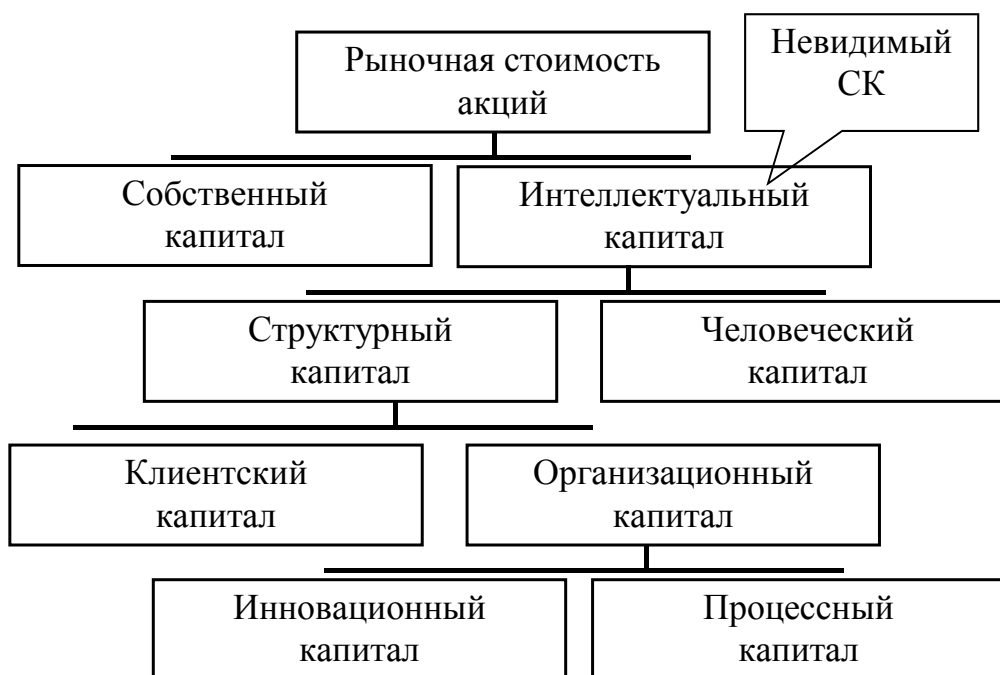 Рыночная стоимость
акций
Невидимый
СК
Собственный
капитал
Интеллектуальный
капитал
Структурный
капитал
Человеческий
капитал
Клиентский
капитал
Организационный
капитал
Инновационный
капитал
Процессный
капитал